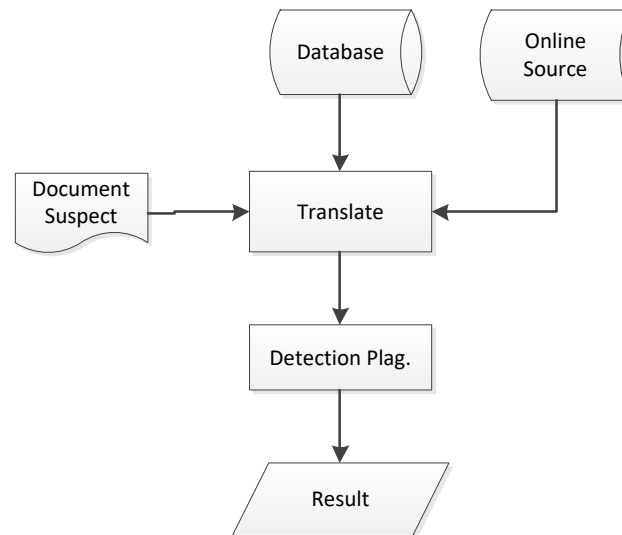 Database
Online
Source
Document
Suspect
Translate
Detection Plag.
Result